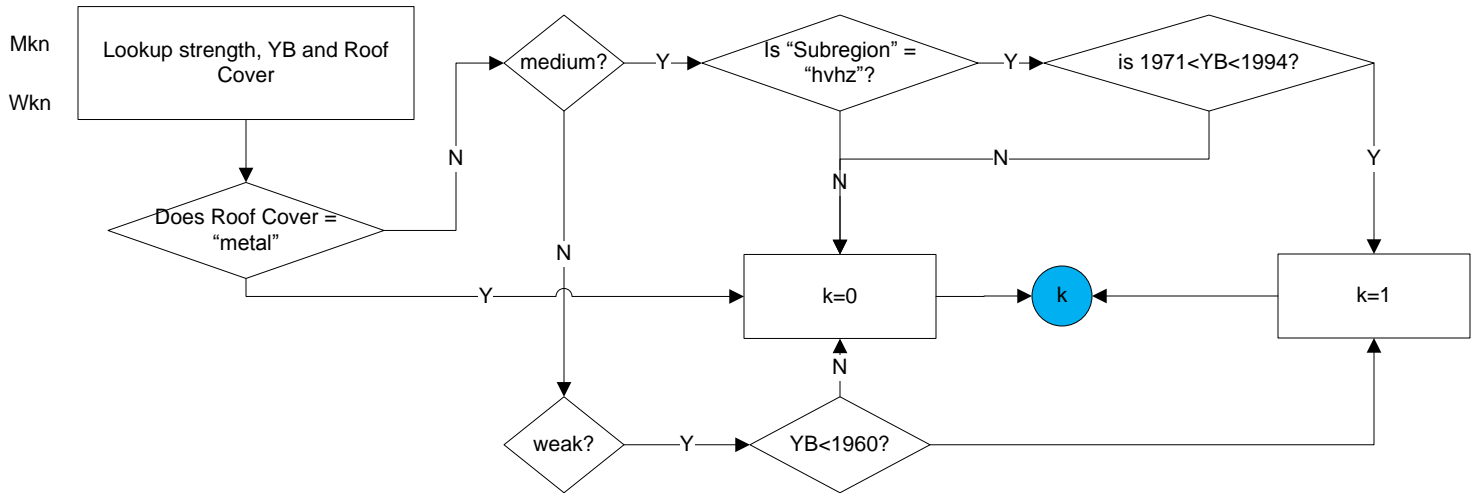 Mkn
Wkn
Lookup strength, YB and Roof
Cover
medium?
Y
Is “Subregion” =
“hvhz”?
Y
is 1971<YB<1994?
N
N
Y
N
Does Roof Cover =
“metal”
N
Y
k=0
k
k=1
N
weak?
Y
YB<1960?